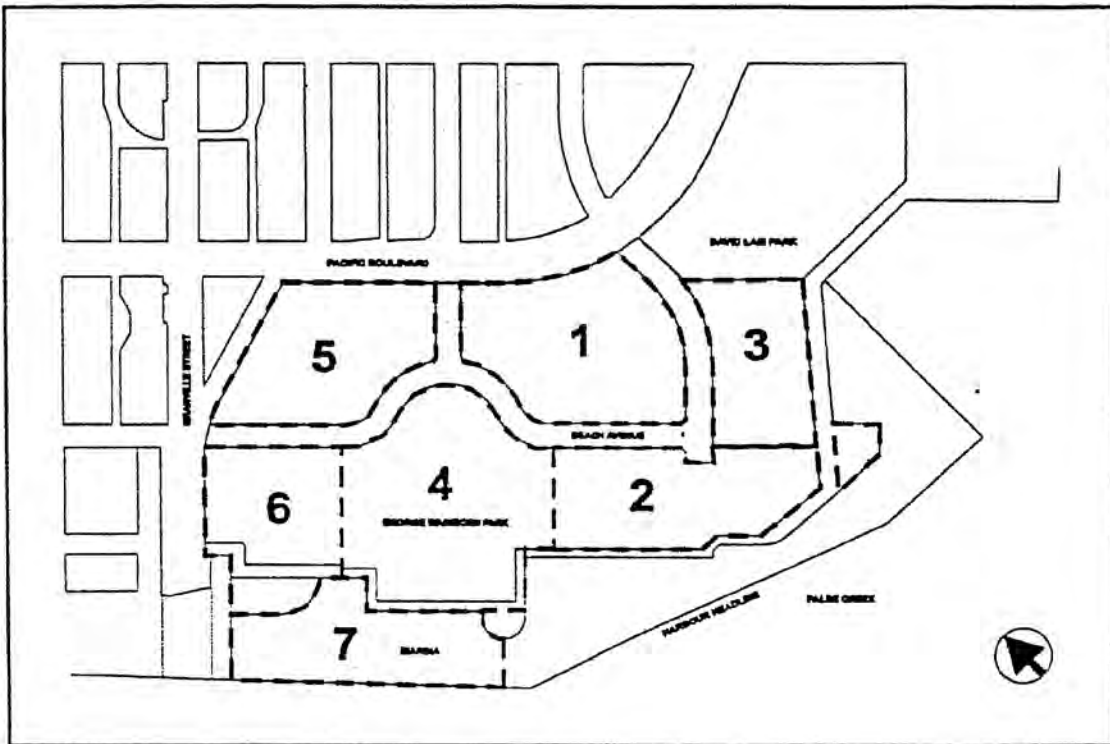 DAVID LAM PARK
PACIFIC BOULEVARD
1
3
5
GRANVILLE STREET
BEACH AVENUE
4
2
6
GEORGE WAINBORN PARK
HARBOUR HEADLINE
FALSE CREEK
7
MARINA